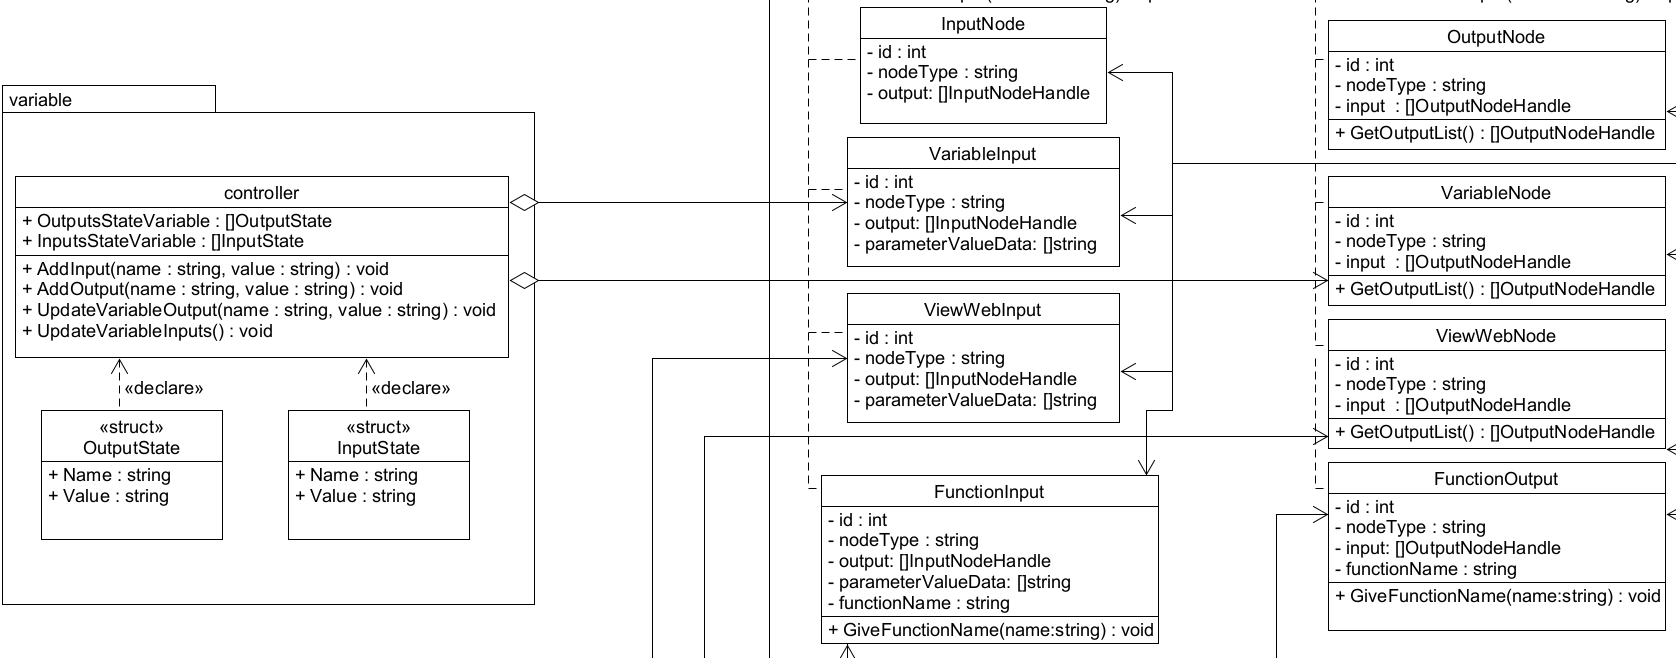 variable
controller
+ OutputsStateVariable : []OutputState
+ InputsStateVariable : []InputState
+ AddInput(name : string, value : string) : void
+ AddOutput(name : string, value : string) : void
+ UpdateVariableOutput(name : string, value : string) : void
+ UpdateVariableInputs() : void
«declare»
«declare»
«struct»
OutputState
+ Name : string
+ Value : string
«struct»
InputState
+ Name : string
+ Value : string
InputNode
- id : int
- nodeType : string
- output: []InputNodeHandle
VariableInput
- id : int
- nodeType : string
- output: []InputNodeHandle
- parameterValueData: []string
ViewWebInput
- id : int
- nodeType : string
- output: []InputNodeHandle
- parameterValueData: []string
FunctionInput
- id : int
- nodeType : string
- output: []InputNodeHandle
- parameterValueData: []string
- functionName : string
+ GiveFunctionName(name:string) : void
OutputNode
- id : int
- nodeType : string
- input : []OutputNodeHandle
+ GetOutputList() : []OutputNodeHandle
VariableNode
- id : int
- nodeType : string
- input : []OutputNodeHandle
+ GetOutputList() : []OutputNodeHandle
ViewWebNode
- id : int
- nodeType : string
- input : []OutputNodeHandle
+ GetOutputList() : []OutputNodeHandle
FunctionOutput
- id : int
- nodeType : string
- input: []OutputNodeHandle
- functionName : string
+ GiveFunctionName(name:string) : void